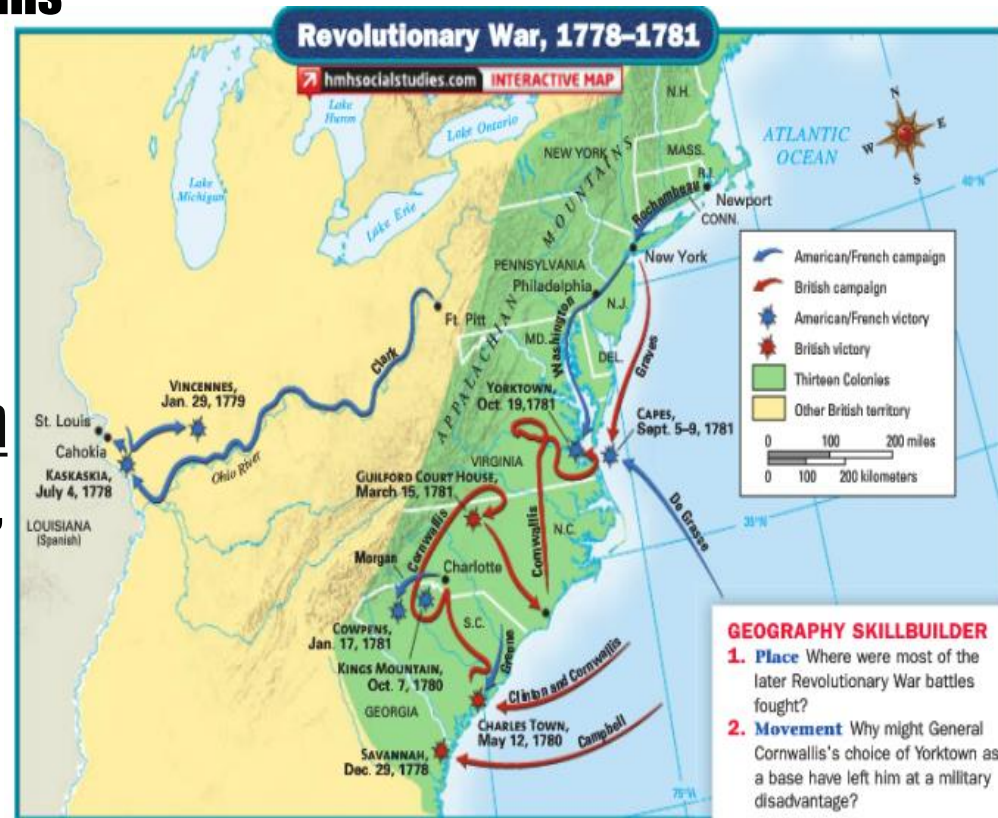 Revolutionary War, 1778–1781
hmhsocialstudies.com INTERACTIVE MAP
Lake
Huron
Lake Ontario
Lake
Michigan
Lake Erie
N.H.
NEW YORK
MASS.
R.I.
Rochambeau
Newport
CONN.
ATLANTIC
OCEAN
N
E
W
S
40°N
New York
PENNSYLVANIA
Philadelphia
N.J.
APPALACHIAN MOUNTAINS
Ft. Pitt
Clark
MD.
Washington
DEL.
Graves
American/French campaign
British campaign
American/French victory
British victory
Thirteen Colonies
Other British territory
0 100 200 miles
0 100 200 kilometers
VINCENNES,
Jan. 29, 1779
YORKTOWN,
Oct. 19, 1781
CAPES,
Sept. 5–9, 1781
St. Louis
Cahokia
KASKASKIA,
July 4, 1778
Ohio River
LOUISIANA
(Spanish)
VIRGINIA
GUILFORD COURT HOUSE,
March 15, 1781
De Grasse
35°N
N.C.
Cornwallis
Cornwallis
Morgan
Charlotte
COWPENS,
Jan. 17, 1781
S.C.
Greene
KINGS MOUNTAIN,
Oct. 7, 1780
Clinton and Cornwallis
GEORGIA
CHARLES TOWN,
May 12, 1780
Campbell
SAVANNAH,
Dec. 29, 1778
75°W
GEOGRAPHY SKILLBUILDER
1. Place Where were most of the
later Revolutionary War battles
fought?
2. Movement Why might General
Cornwallis's choice of Yorktown as
a base have left him at a military
disadvantage?